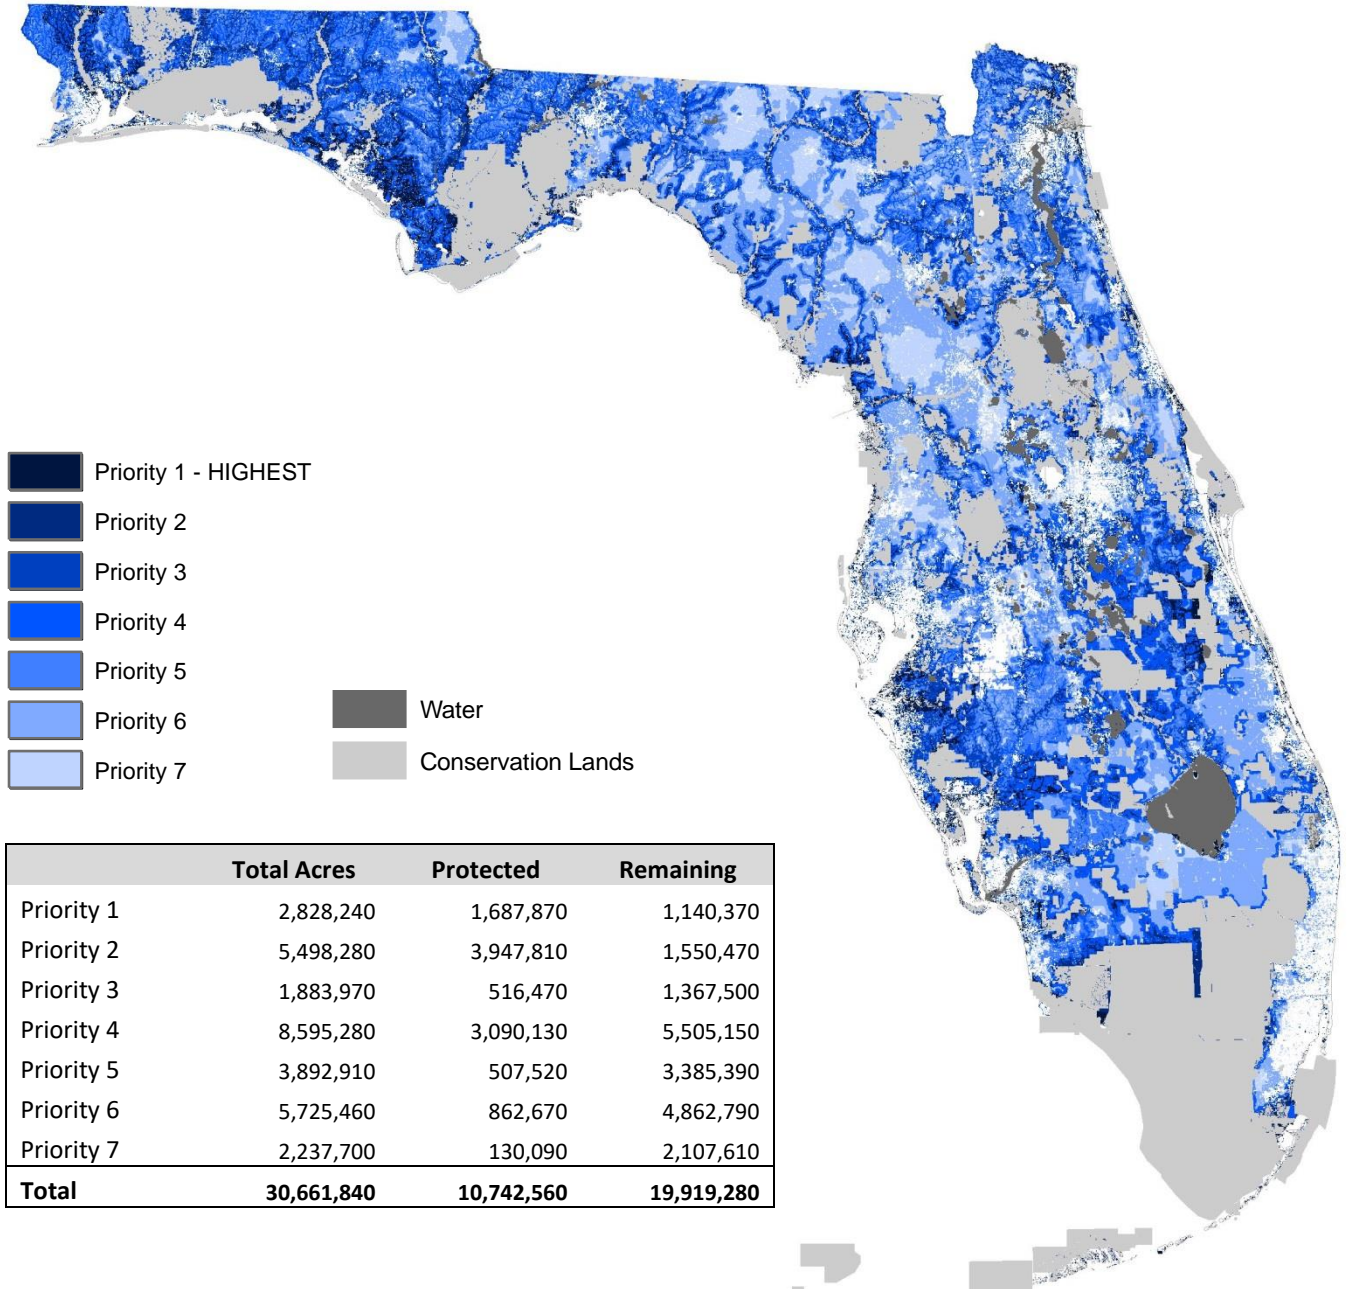 Priority 1 - HIGHEST
Priority 2
Priority 3
Priority 4
Priority 5
Priority 6
Priority 7
Water
Conservation Lands
Total Acres Protected Remaining
Priority 1 2,828,240 1,687,870 1,140,370
Priority 2 5,498,280 3,947,810 1,550,470
Priority 3 1,883,970 516,470 1,367,500
Priority 4 8,595,280 3,090,130 5,505,150
Priority 5 3,892,910 507,520 3,385,390
Priority 6 5,725,460 862,670 4,862,790
Priority 7 2,237,700 130,090 2,107,610
Total 30,661,840 10,742,560 19,919,280